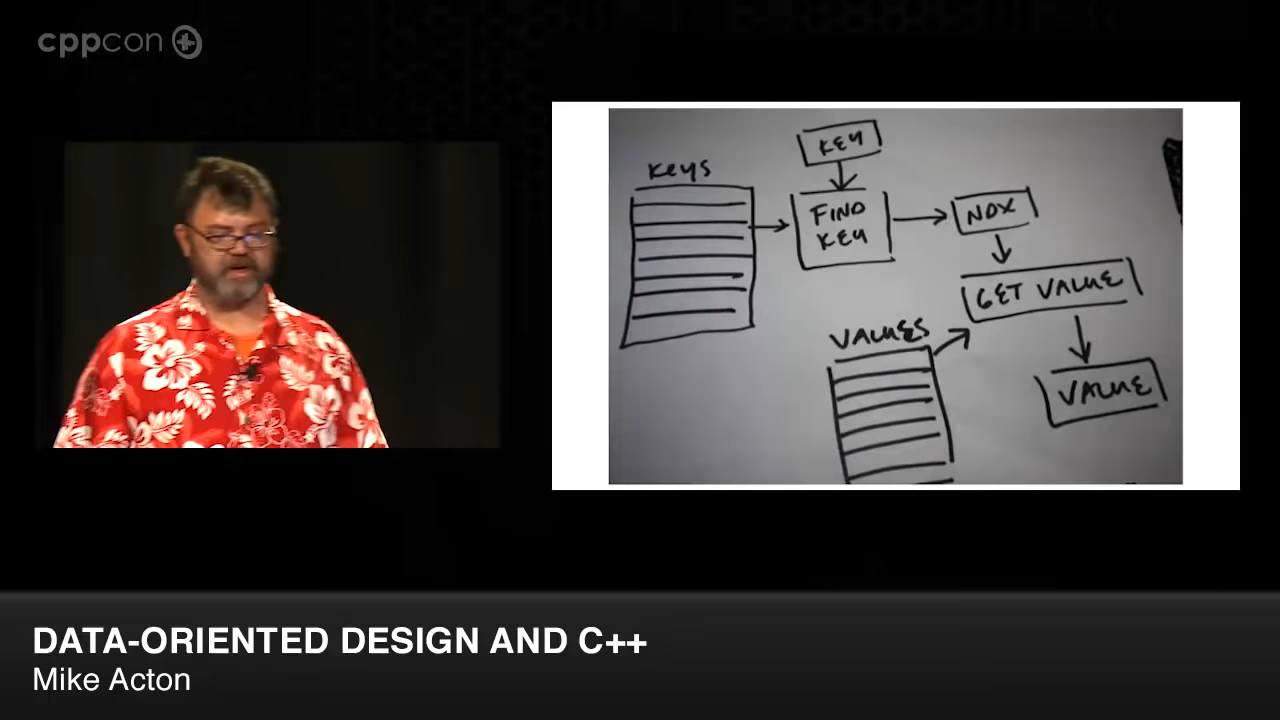 cppcon
KEY
KEYS
FIND
KEY
NDX
GET VALUE
VALUES
VALUE
DATA-ORIENTED DESIGN AND C++
Mike Acton